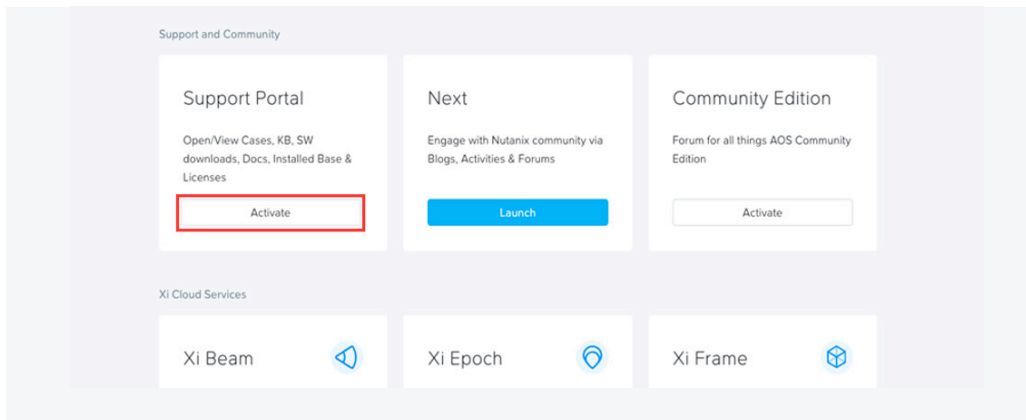 Support and Community
Support Portal
Open/View Cases, KB, SW
downloads, Docs, Installed Base &
Licenses
Activate
Next
Engage with Nutanix community via
Blogs, Activities & Forums
Launch
Community Edition
Forum for all things AOS Community
Edition
Activate
Xi Cloud Services
Xi Beam
Xi Epoch
Xi Frame